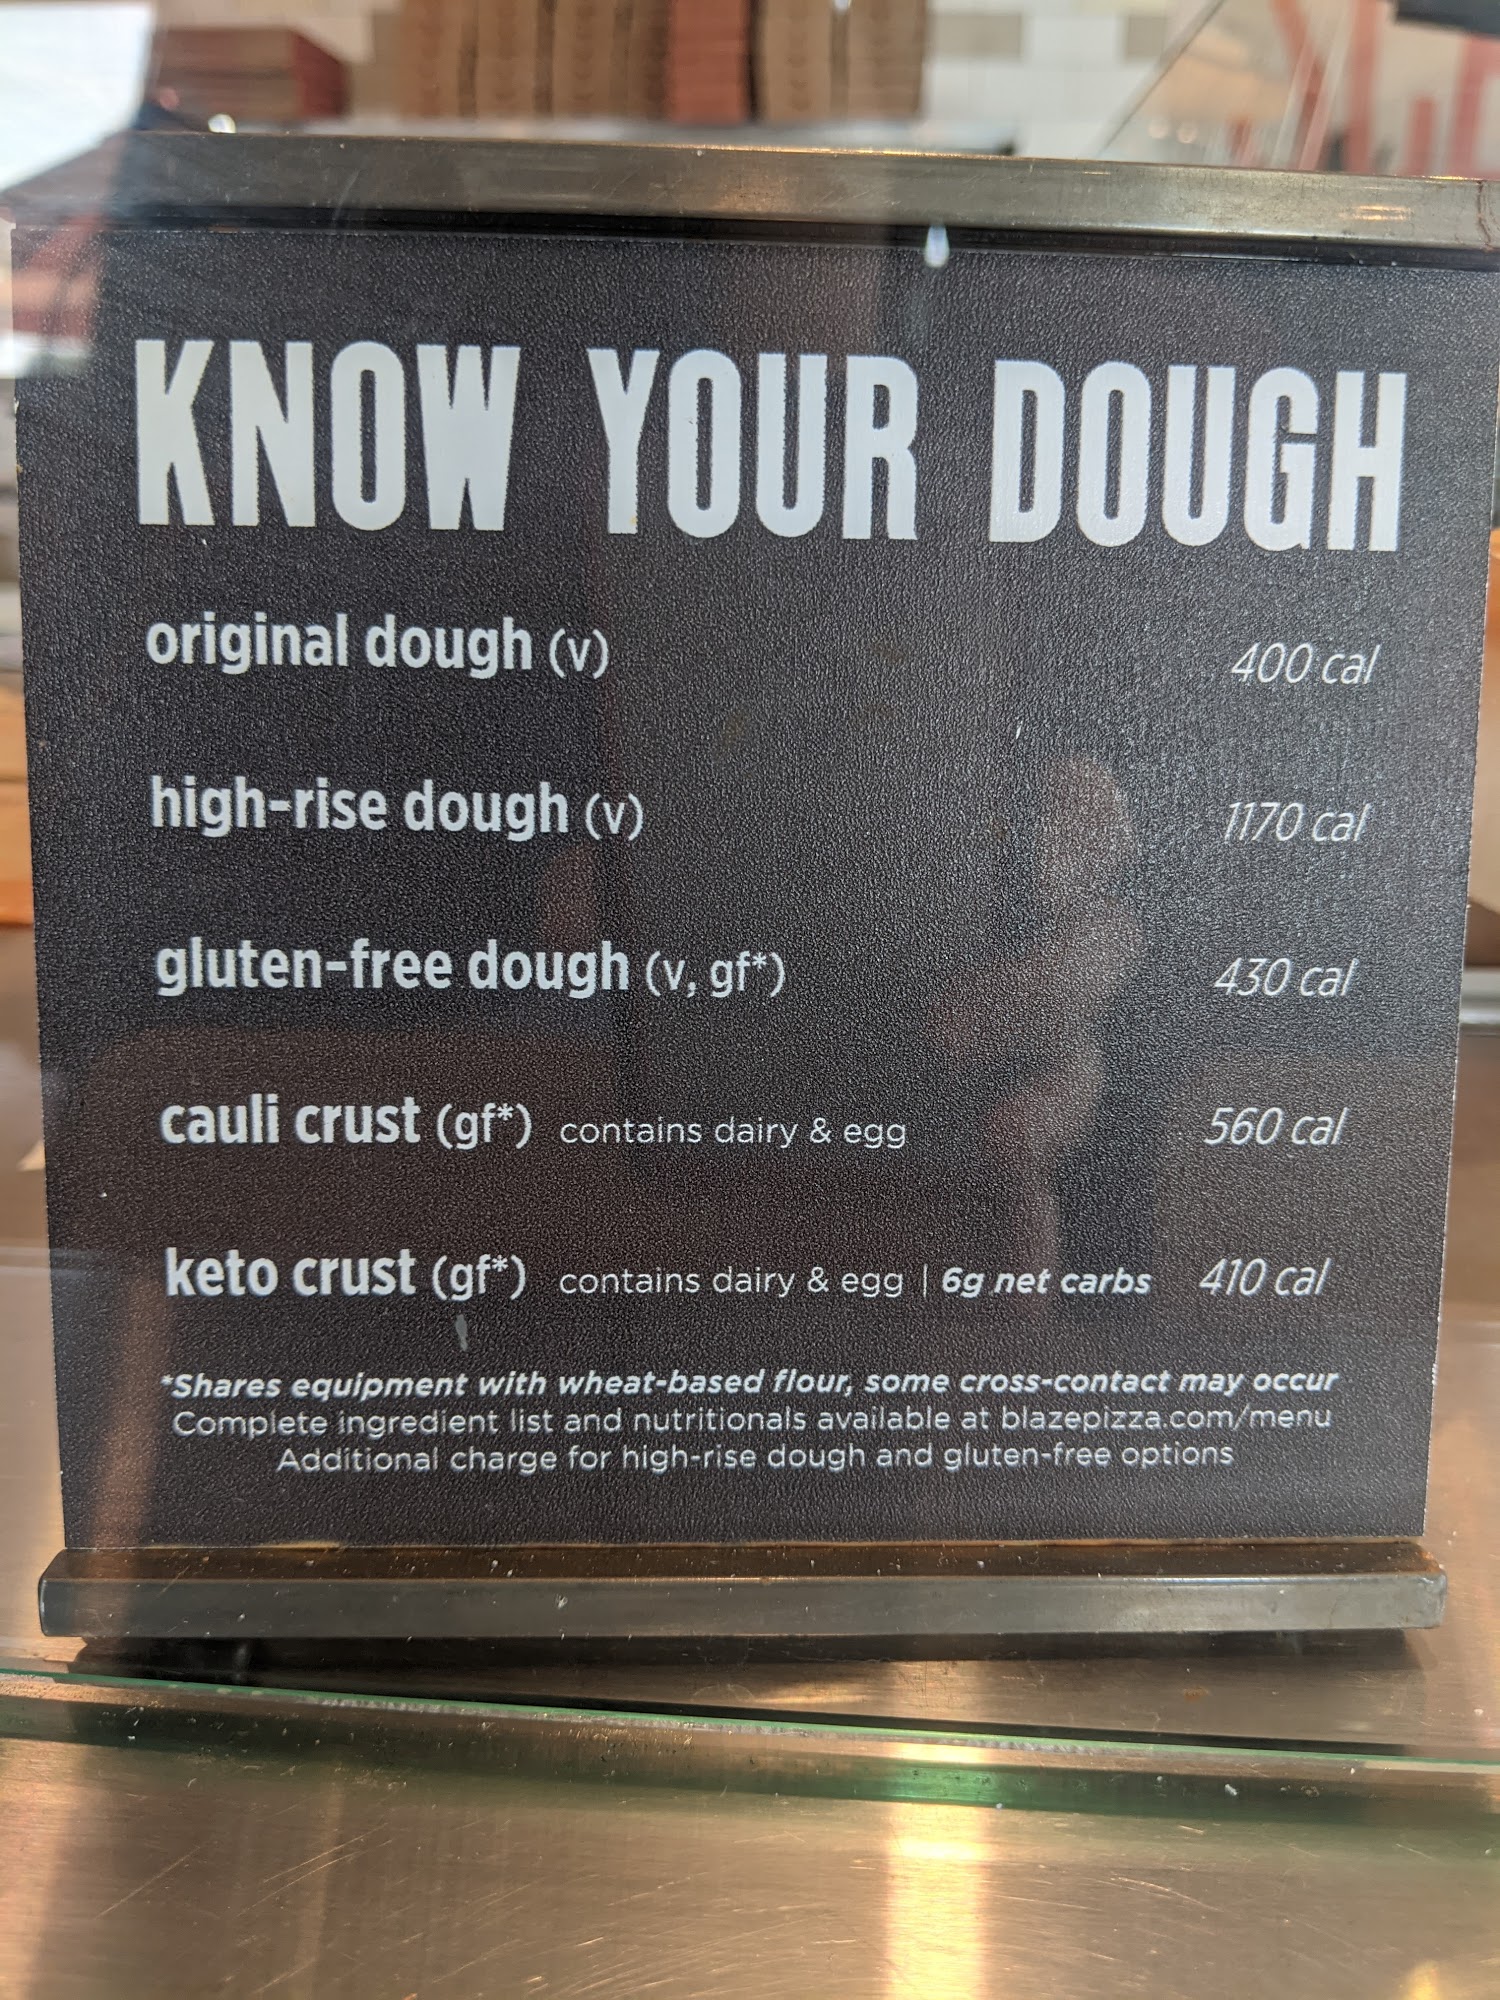 KNOW YOUR DOUGH
original dough (v) 400 cal
high-rise dough (v) 1170 cal
gluten-free dough (v, gf*) 430 cal
cauli crust (gf*) contains dairy & egg 560 cal
keto crust (gf*) contains dairy & egg | 6g net carbs 410 cal
*Shares equipment with wheat-based flour, some cross-contact may occur
Complete ingredient list and nutritionals available at blazepizza.com/menu
Additional charge for high-rise dough and gluten-free options